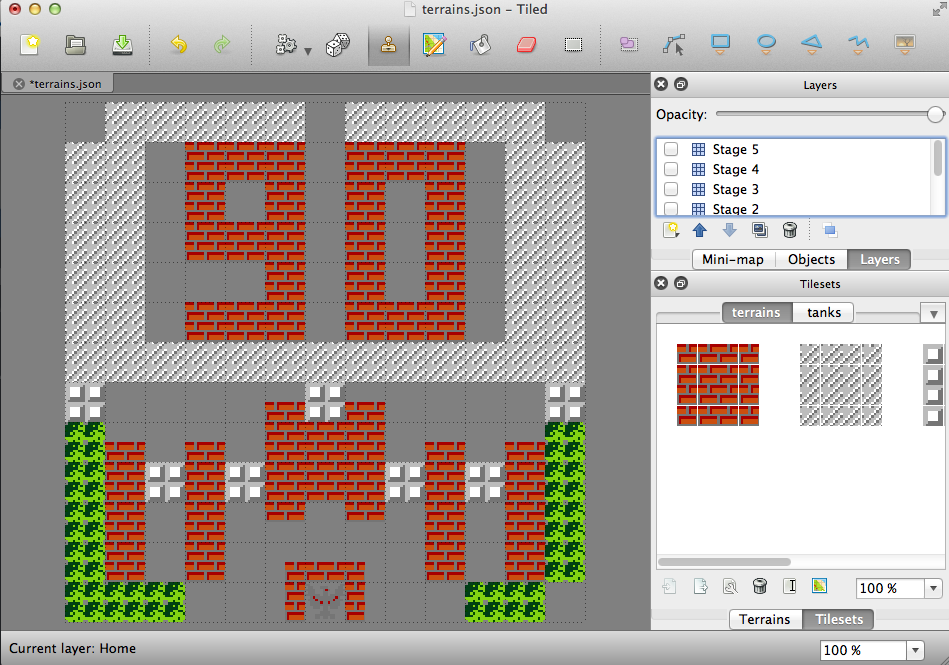 terrains.json – Tiled
*terrains.json
Layers
Opacity:
Stage 5
Stage 4
Stage 3
Stage 2
Mini-map Objects Layers
Tilesets
terrains tanks
90
100 %
Terrains Tilesets
Current layer: Home
100 %